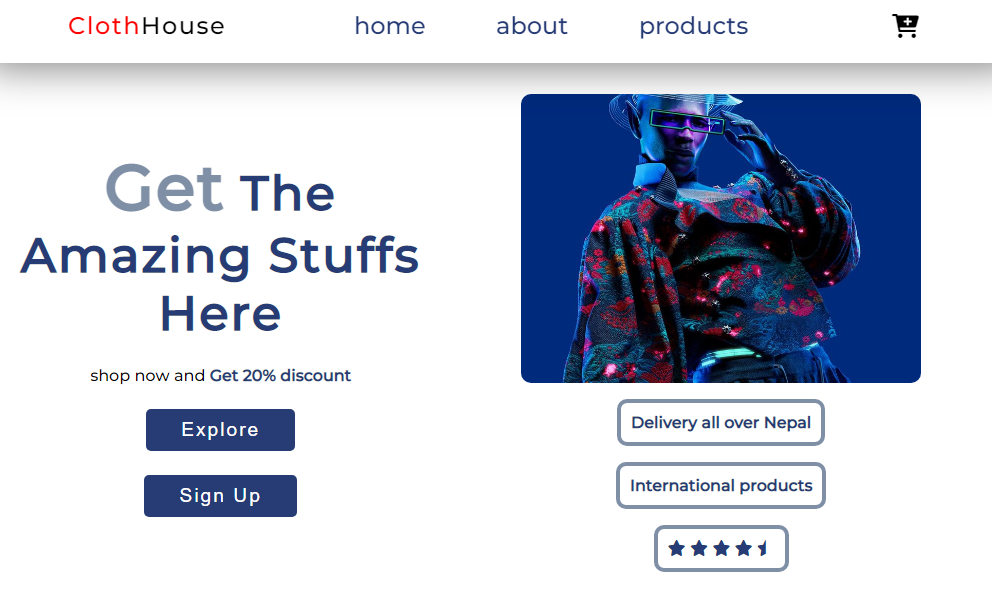 ClothHouse home about products
Get The
Amazing Stuffs
Here
shop now and Get 20% discount
Explore
Sign Up
Delivery all over Nepal
International products